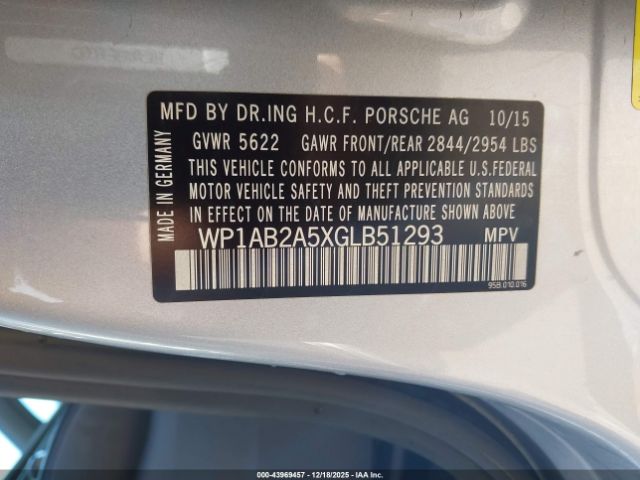 MFD BY DR.ING H.C.F. PORSCHE AG 10/15
GVWR 5622 GAWR FRONT/REAR 2844/2954 LBS
THIS VEHICLE CONFORMS TO ALL APPLICABLE U.S.FEDERAL
MOTOR VEHICLE SAFETY AND THEFT PREVENTION STANDARDS
IN EFFECT ON THE DATE OF MANUFACTURE SHOWN ABOVE.
WP1AB2A5XGLB51293 MPV
MADE IN GERMANY
95B.010.016
000-43969457 - 12/18/2025 - IAAI.COM